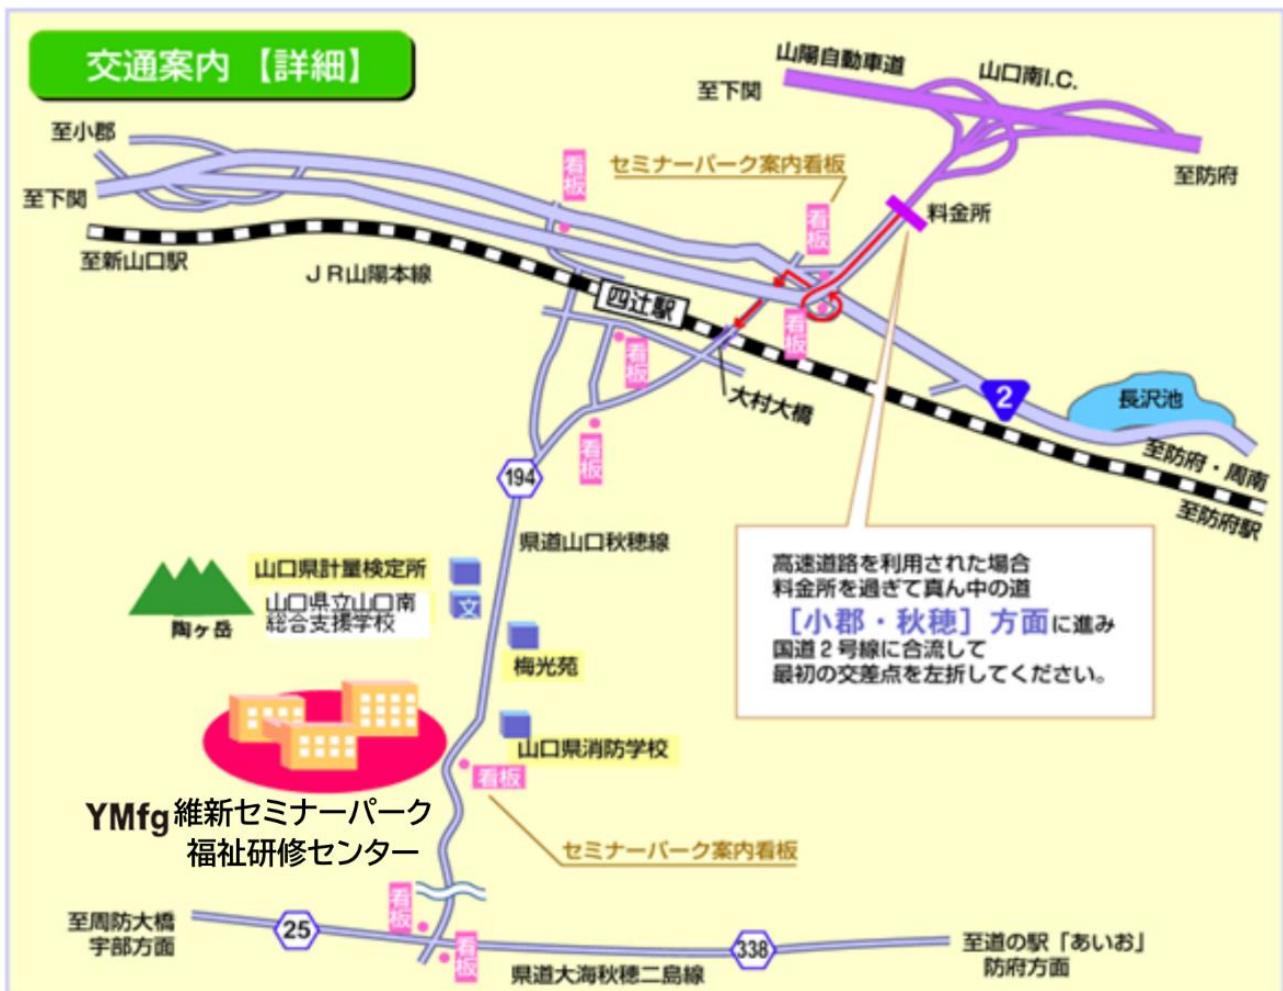 交通案内【詳細】
山陽自動車道
山口南I.C.
至下関
至防府
至小郡
至下関
看板
セミナーパーク案内看板
看板
料金所
至新山口駅
JR山陽本線
四辻駅
看板
看板
大村大橋
2
長沢池
至防府・周南
至防府駅
看板
194
県道山口秋穂線
高速道路を利用された場合
料金所を過ぎて真ん中の道
［小郡・秋穂］方面に進み
国道2号線に合流して
最初の交差点を左折してください。
山口県計量検定所
山口県立山口南
総合支援学校
文
陶ヶ岳
梅光苑
山口県消防学校
看板
YMfg維新セミナーパーク
福祉研修センター
セミナーパーク案内看板
看板
至周防大橋
宇部方面
25
看板
県道大海秋穂二島線
338
至道の駅「あいお」
防府方面